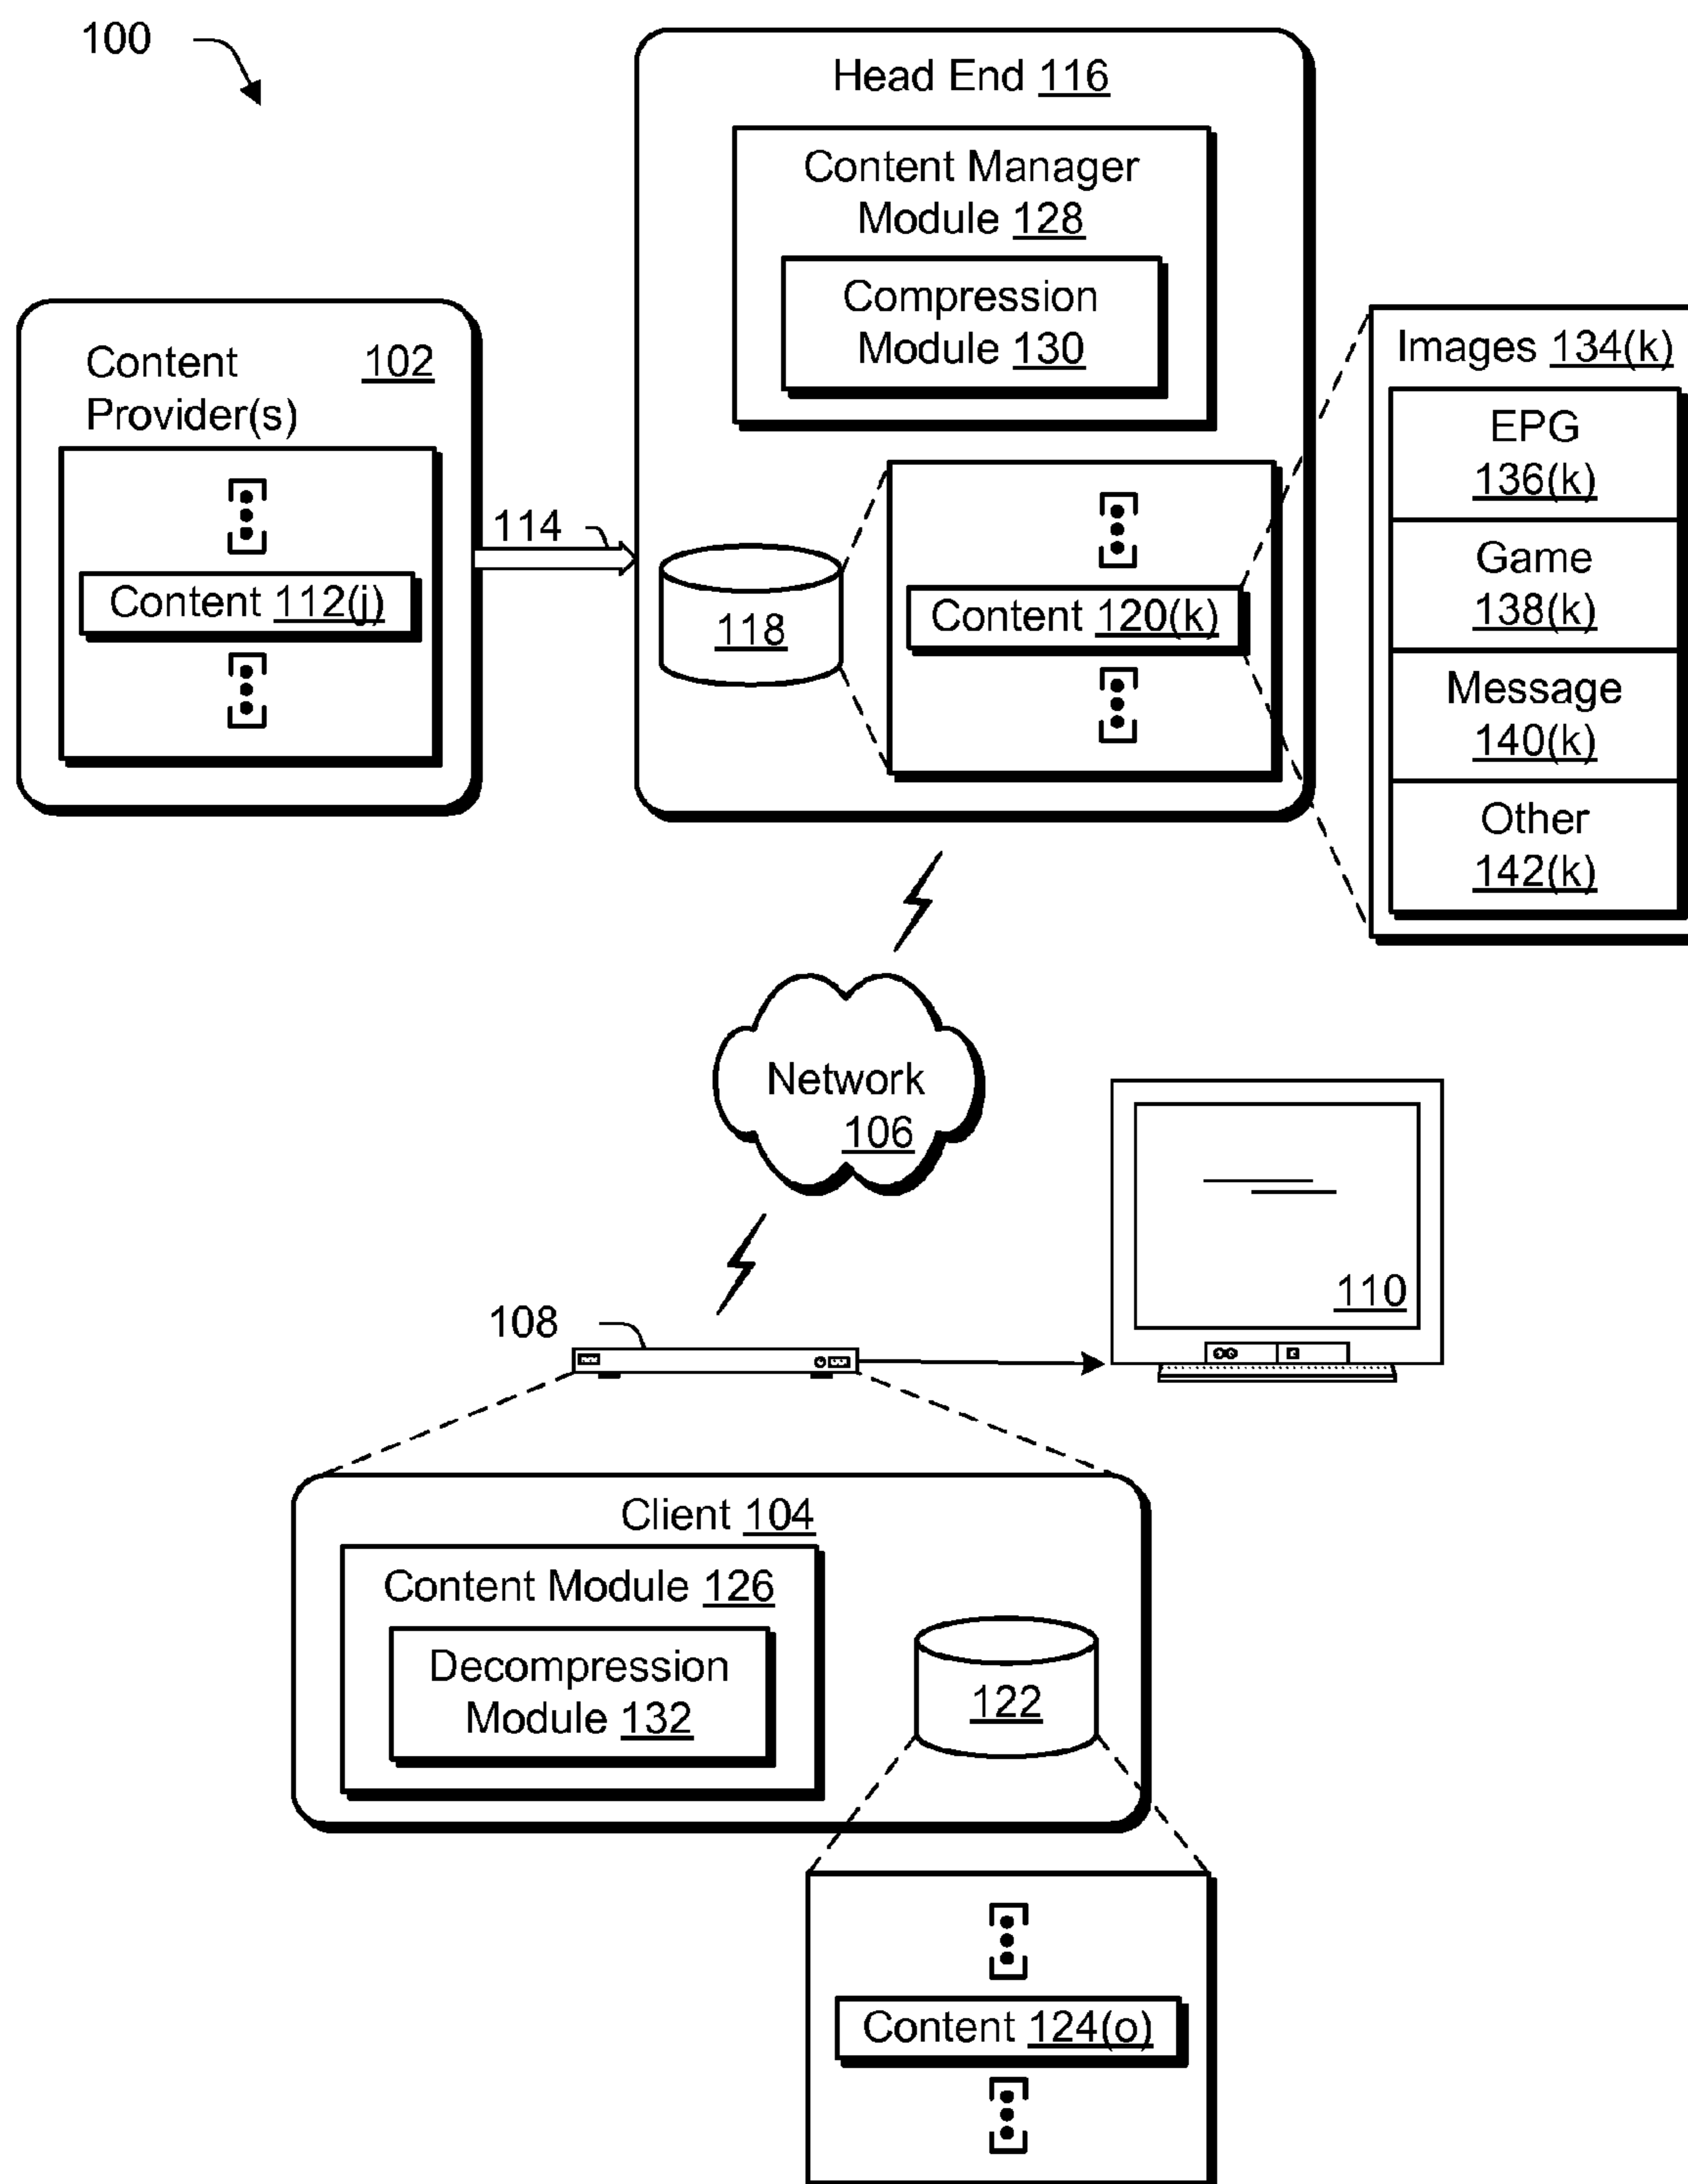 100
Head End 116
Content Manager
Module 128
Compression
Module 130
Content 102
Provider(s)
Content 112(j)
114
118
Content 120(k)
Images 134(k)
EPG
136(k)
Game
138(k)
Message
140(k)
Other
142(k)
Network
106
110
108
Client 104
Content Module 126
Decompression
Module 132
122
Content 124(o)